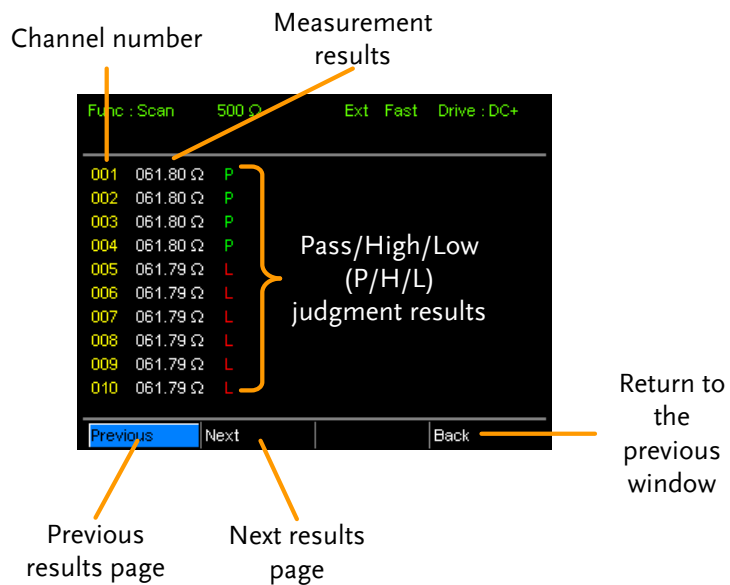 Channel number
Measurement
results
Func : Scan 500 Ω Ext Fast Drive : DC+
001 061.80 Ω P
002 061.80 Ω P
003 061.80 Ω P
004 061.80 Ω P
005 061.79 Ω L
006 061.79 Ω L
007 061.79 Ω L
008 061.79 Ω L
009 061.79 Ω L
010 061.79 Ω L
Pass/High/Low
(P/H/L)
judgment results
Previous Next Back
Return to
the
previous
window
Previous
results page
Next results
page